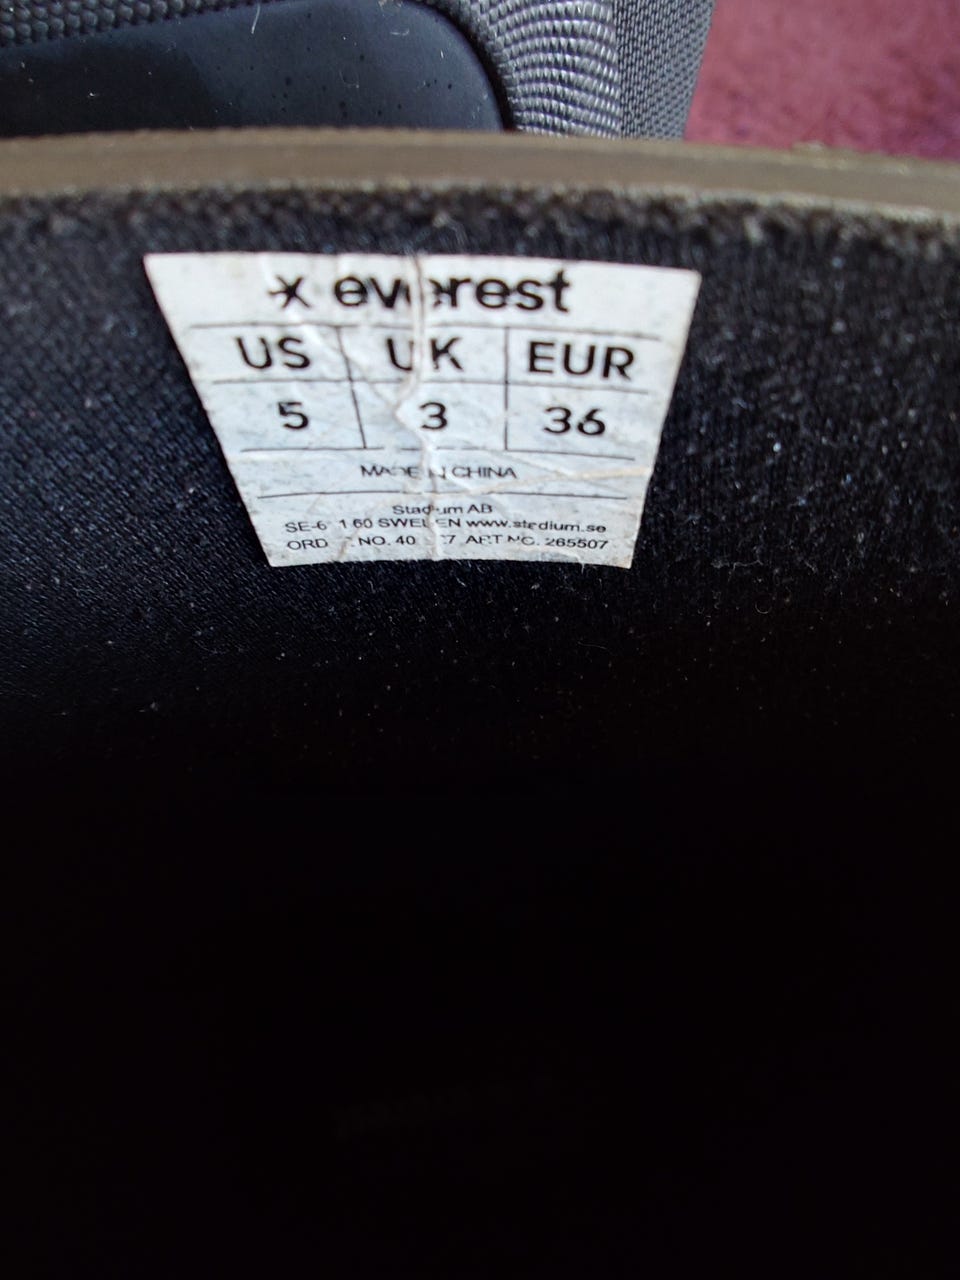 everest
US UK EUR
5 3 36
MADE IN CHINA
Stadium AB
SWEDEN www.stadium.se
NO. 40 ART NO. 265507